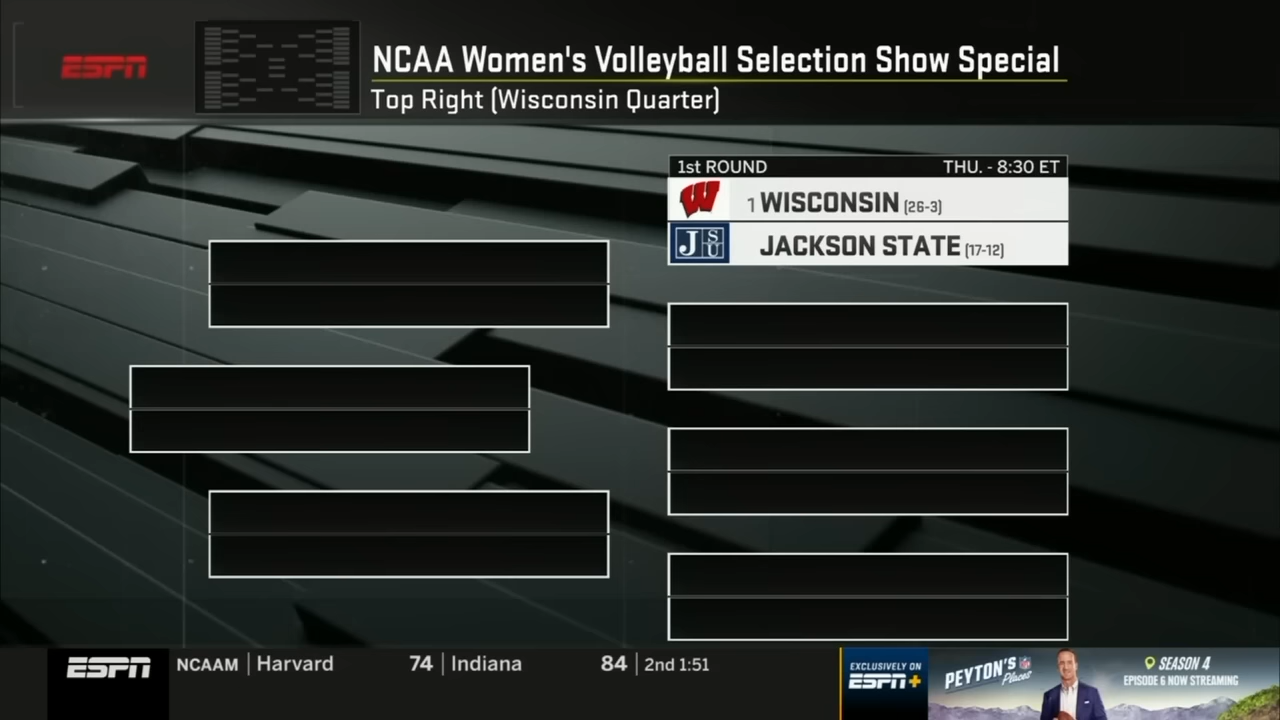 ESPN
NCAA Women's Volleyball Selection Show Special
Top Right (Wisconsin Quarter)
1st ROUND THU. - 8:30 ET
W 1 WISCONSIN (26-3)
JSU JACKSON STATE (17-12)
ESPN NCAAM Harvard 74 Indiana 84 2nd 1:51
EXCLUSIVELY ON
ESPN+
PEYTON'S
Places
NFL
SEASON 4
EPISODE 6 NOW STREAMING